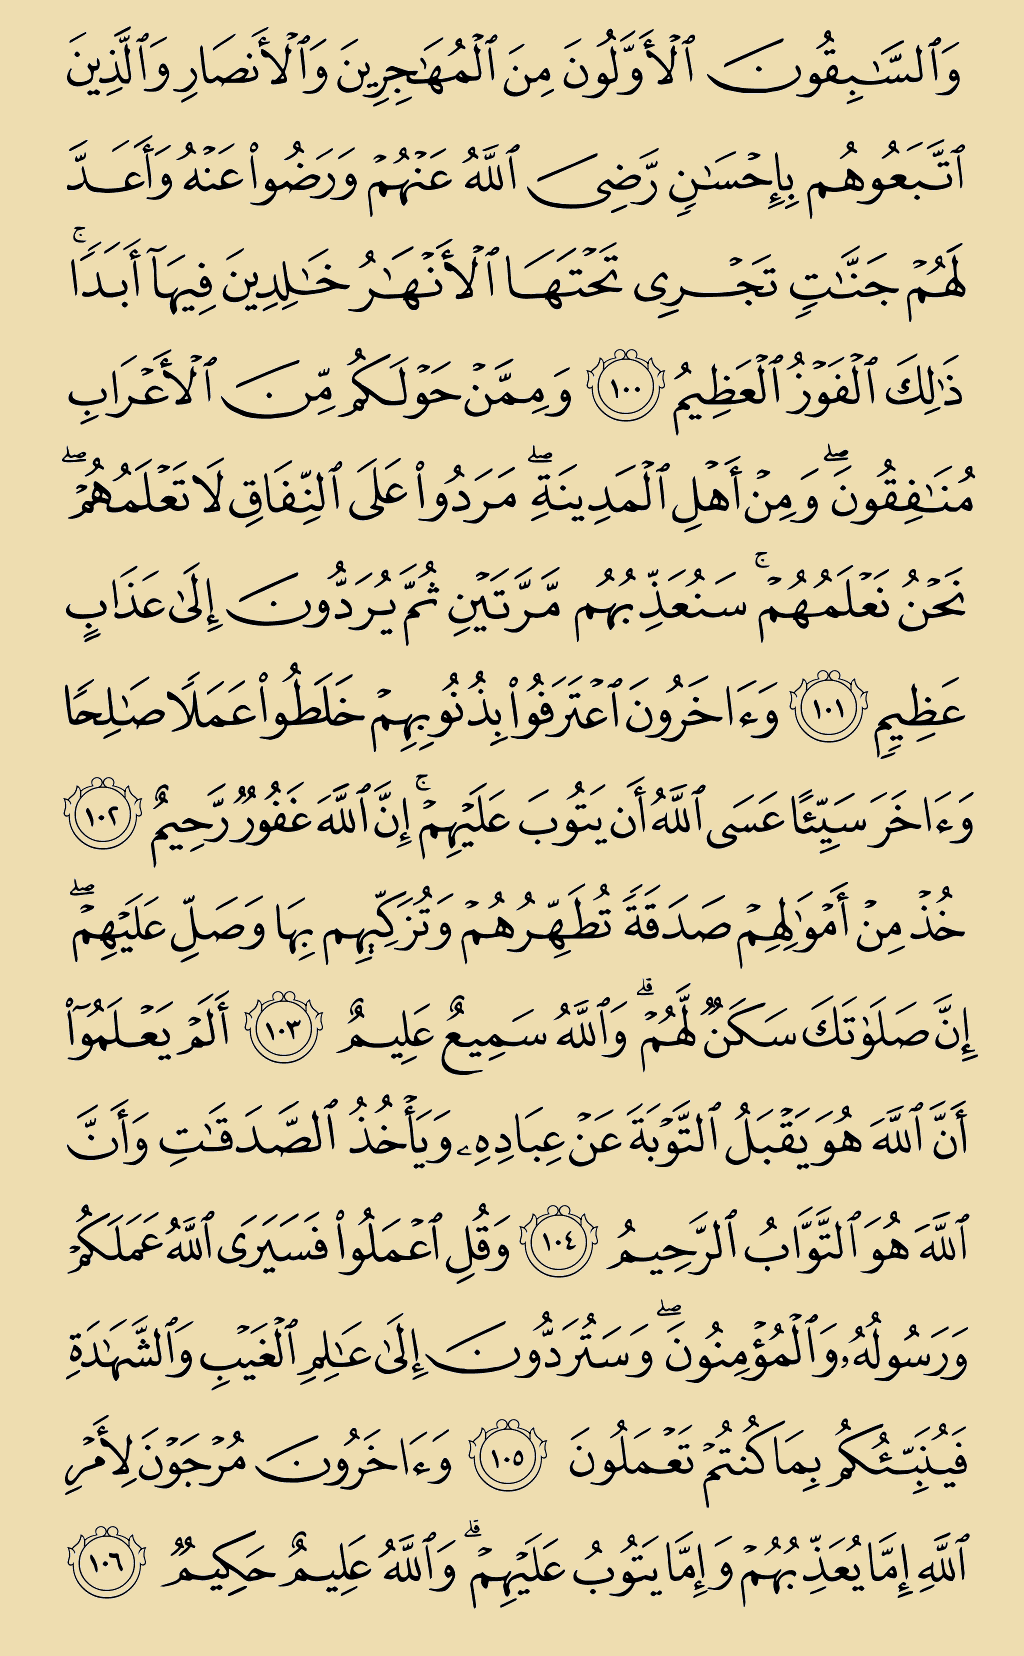 وَٱلسَّٰبِقُونَ ٱلۡأَوَّلُونَ مِنَ ٱلۡمُهَٰجِرِينَ وَٱلۡأَنصَارِ وَٱلَّذِينَ
ٱتَّبَعُوهُم بِإِحۡسَٰنٖ رَّضِيَ ٱللَّهُ عَنۡهُمۡ وَرَضُواْ عَنۡهُ وَأَعَدَّ
لَهُمۡ جَنَّٰتٖ تَجۡرِي تَحۡتَهَا ٱلۡأَنۡهَٰرُ خَٰلِدِينَ فِيهَآ أَبَدٗاۚ
ذَٰلِكَ ٱلۡفَوۡزُ ٱلۡعَظِيمُ ١٠٠ وَمِمَّنۡ حَوۡلَكُم مِّنَ ٱلۡأَعۡرَابِ
مُنَٰفِقُونَۖ وَمِنۡ أَهۡلِ ٱلۡمَدِينَةِۖ مَرَدُواْ عَلَى ٱلنِّفَاقِ لَا تَعۡلَمُهُمۡۖ
نَحۡنُ نَعۡلَمُهُمۡۚ سَنُعَذِّبُهُم مَّرَّتَيۡنِ ثُمَّ يُرَدُّونَ إِلَىٰ عَذَابٍ
عَظِيمٖ ١٠١ وَءَاخَرُونَ ٱعۡتَرَفُواْ بِذُنُوبِهِمۡ خَلَطُواْ عَمَلٗا صَٰلِحٗا
وَءَاخَرَ سَيِّئًا عَسَى ٱللَّهُ أَن يَتُوبَ عَلَيۡهِمۡۚ إِنَّ ٱللَّهَ غَفُورٞ رَّحِيمٌ ١٠٢
خُذۡ مِنۡ أَمۡوَٰلِهِمۡ صَدَقَةٗ تُطَهِّرُهُمۡ وَتُزَكِّيهِم بِهَا وَصَلِّ عَلَيۡهِمۡۖ
إِنَّ صَلَوٰتَكَ سَكَنٞ لَّهُمۡۗ وَٱللَّهُ سَمِيعٌ عَلِيمٌ ١٠٣ أَلَمۡ يَعۡلَمُوٓاْ
أَنَّ ٱللَّهَ هُوَ يَقۡبَلُ ٱلتَّوۡبَةَ عَنۡ عِبَادِهِۦ وَيَأۡخُذُ ٱلصَّدَقَٰتِ وَأَنَّ
ٱللَّهَ هُوَ ٱلتَّوَّابُ ٱلرَّحِيمُ ١٠٤ وَقُلِ ٱعۡمَلُواْ فَسَيَرَى ٱللَّهُ عَمَلَكُمۡ
وَرَسُولُهُۥ وَٱلۡمُؤۡمِنُونَۖ وَسَتُرَدُّونَ إِلَىٰ عَٰلِمِ ٱلۡغَيۡبِ وَٱلشَّهَٰدَةِ
فَيُنَبِّئُكُم بِمَا كُنتُمۡ تَعۡمَلُونَ ١٠٥ وَءَاخَرُونَ مُرۡجَوۡنَ لِأَمۡرِ
ٱللَّهِ إِمَّا يُعَذِّبُهُمۡ وَإِمَّا يَتُوبُ عَلَيۡهِمۡۗ وَٱللَّهُ عَلِيمٌ حَكِيمٞ ١٠٦